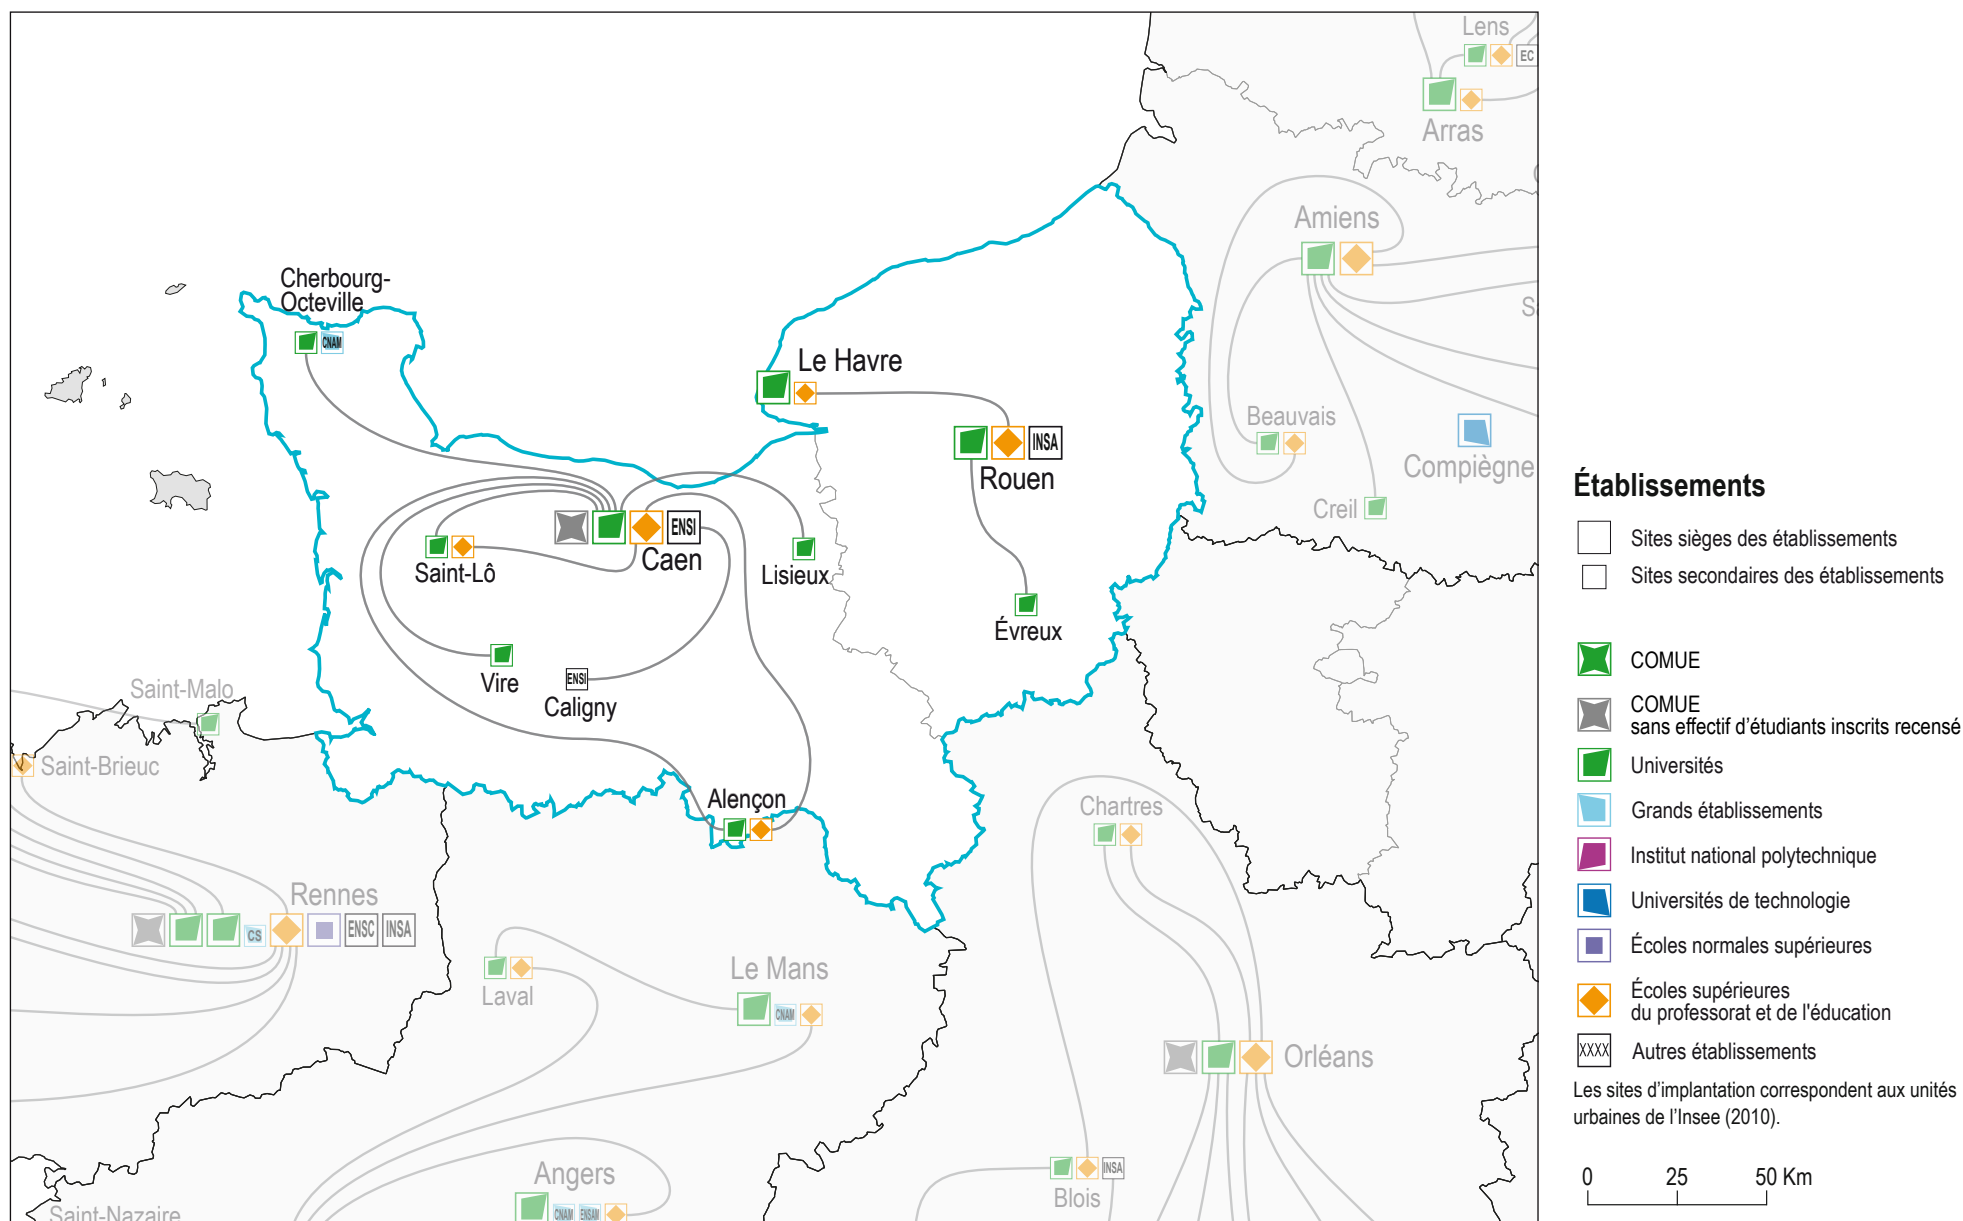 Lens
EC
Arras
Amiens
Cherbourg-
Octeville
CNAM
Le Havre
Beauvais
Compiègne
INSA
Rouen
Creil
ENSI
Caen
Saint-Lô
Lisieux
Évreux
Vire
ENSI
Caligny
Saint-Malo
Saint-Brieuc
Alençon
Chartres
Rennes
CS
ENSC
INSA
Laval
Le Mans
CNAM
Orléans
Angers
CNAM
ENSAM
INSA
Blois
Saint-Nazaire
Établissements
Sites sièges des établissements
Sites secondaires des établissements
COMUE
COMUE
sans effectif d'étudiants inscrits recensé
Universités
Grands établissements
Institut national polytechnique
Universités de technologie
Écoles normales supérieures
Écoles supérieures
du professorat et de l'éducation
XXXX
Autres établissements
Les sites d'implantation correspondent aux unités
urbaines de l'Insee (2010).
0 25 50 Km